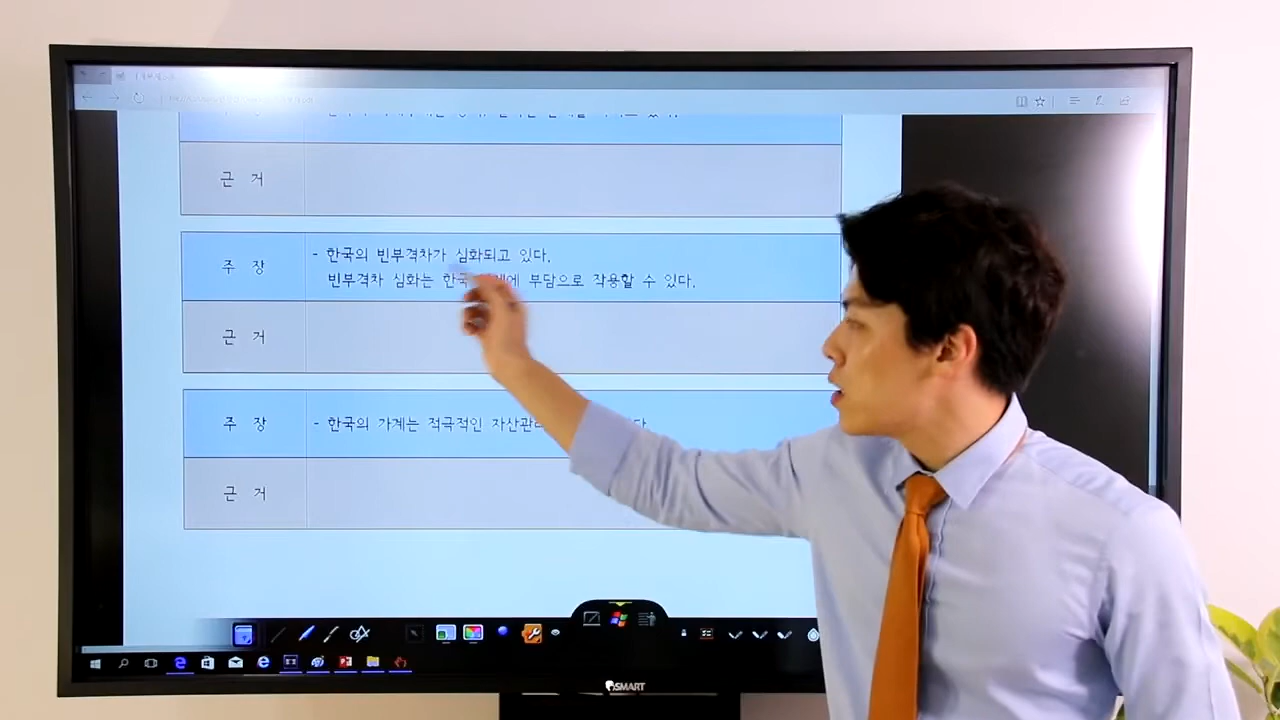 근 거
주 장
- 한국의 빈부격차가 심화되고 있다.
빈부격차 심화는 한국 부담으로 작용할 수 있다.
근 거
주 장
- 한국의 가계는 적극적인 자산관리
근 거
SMART